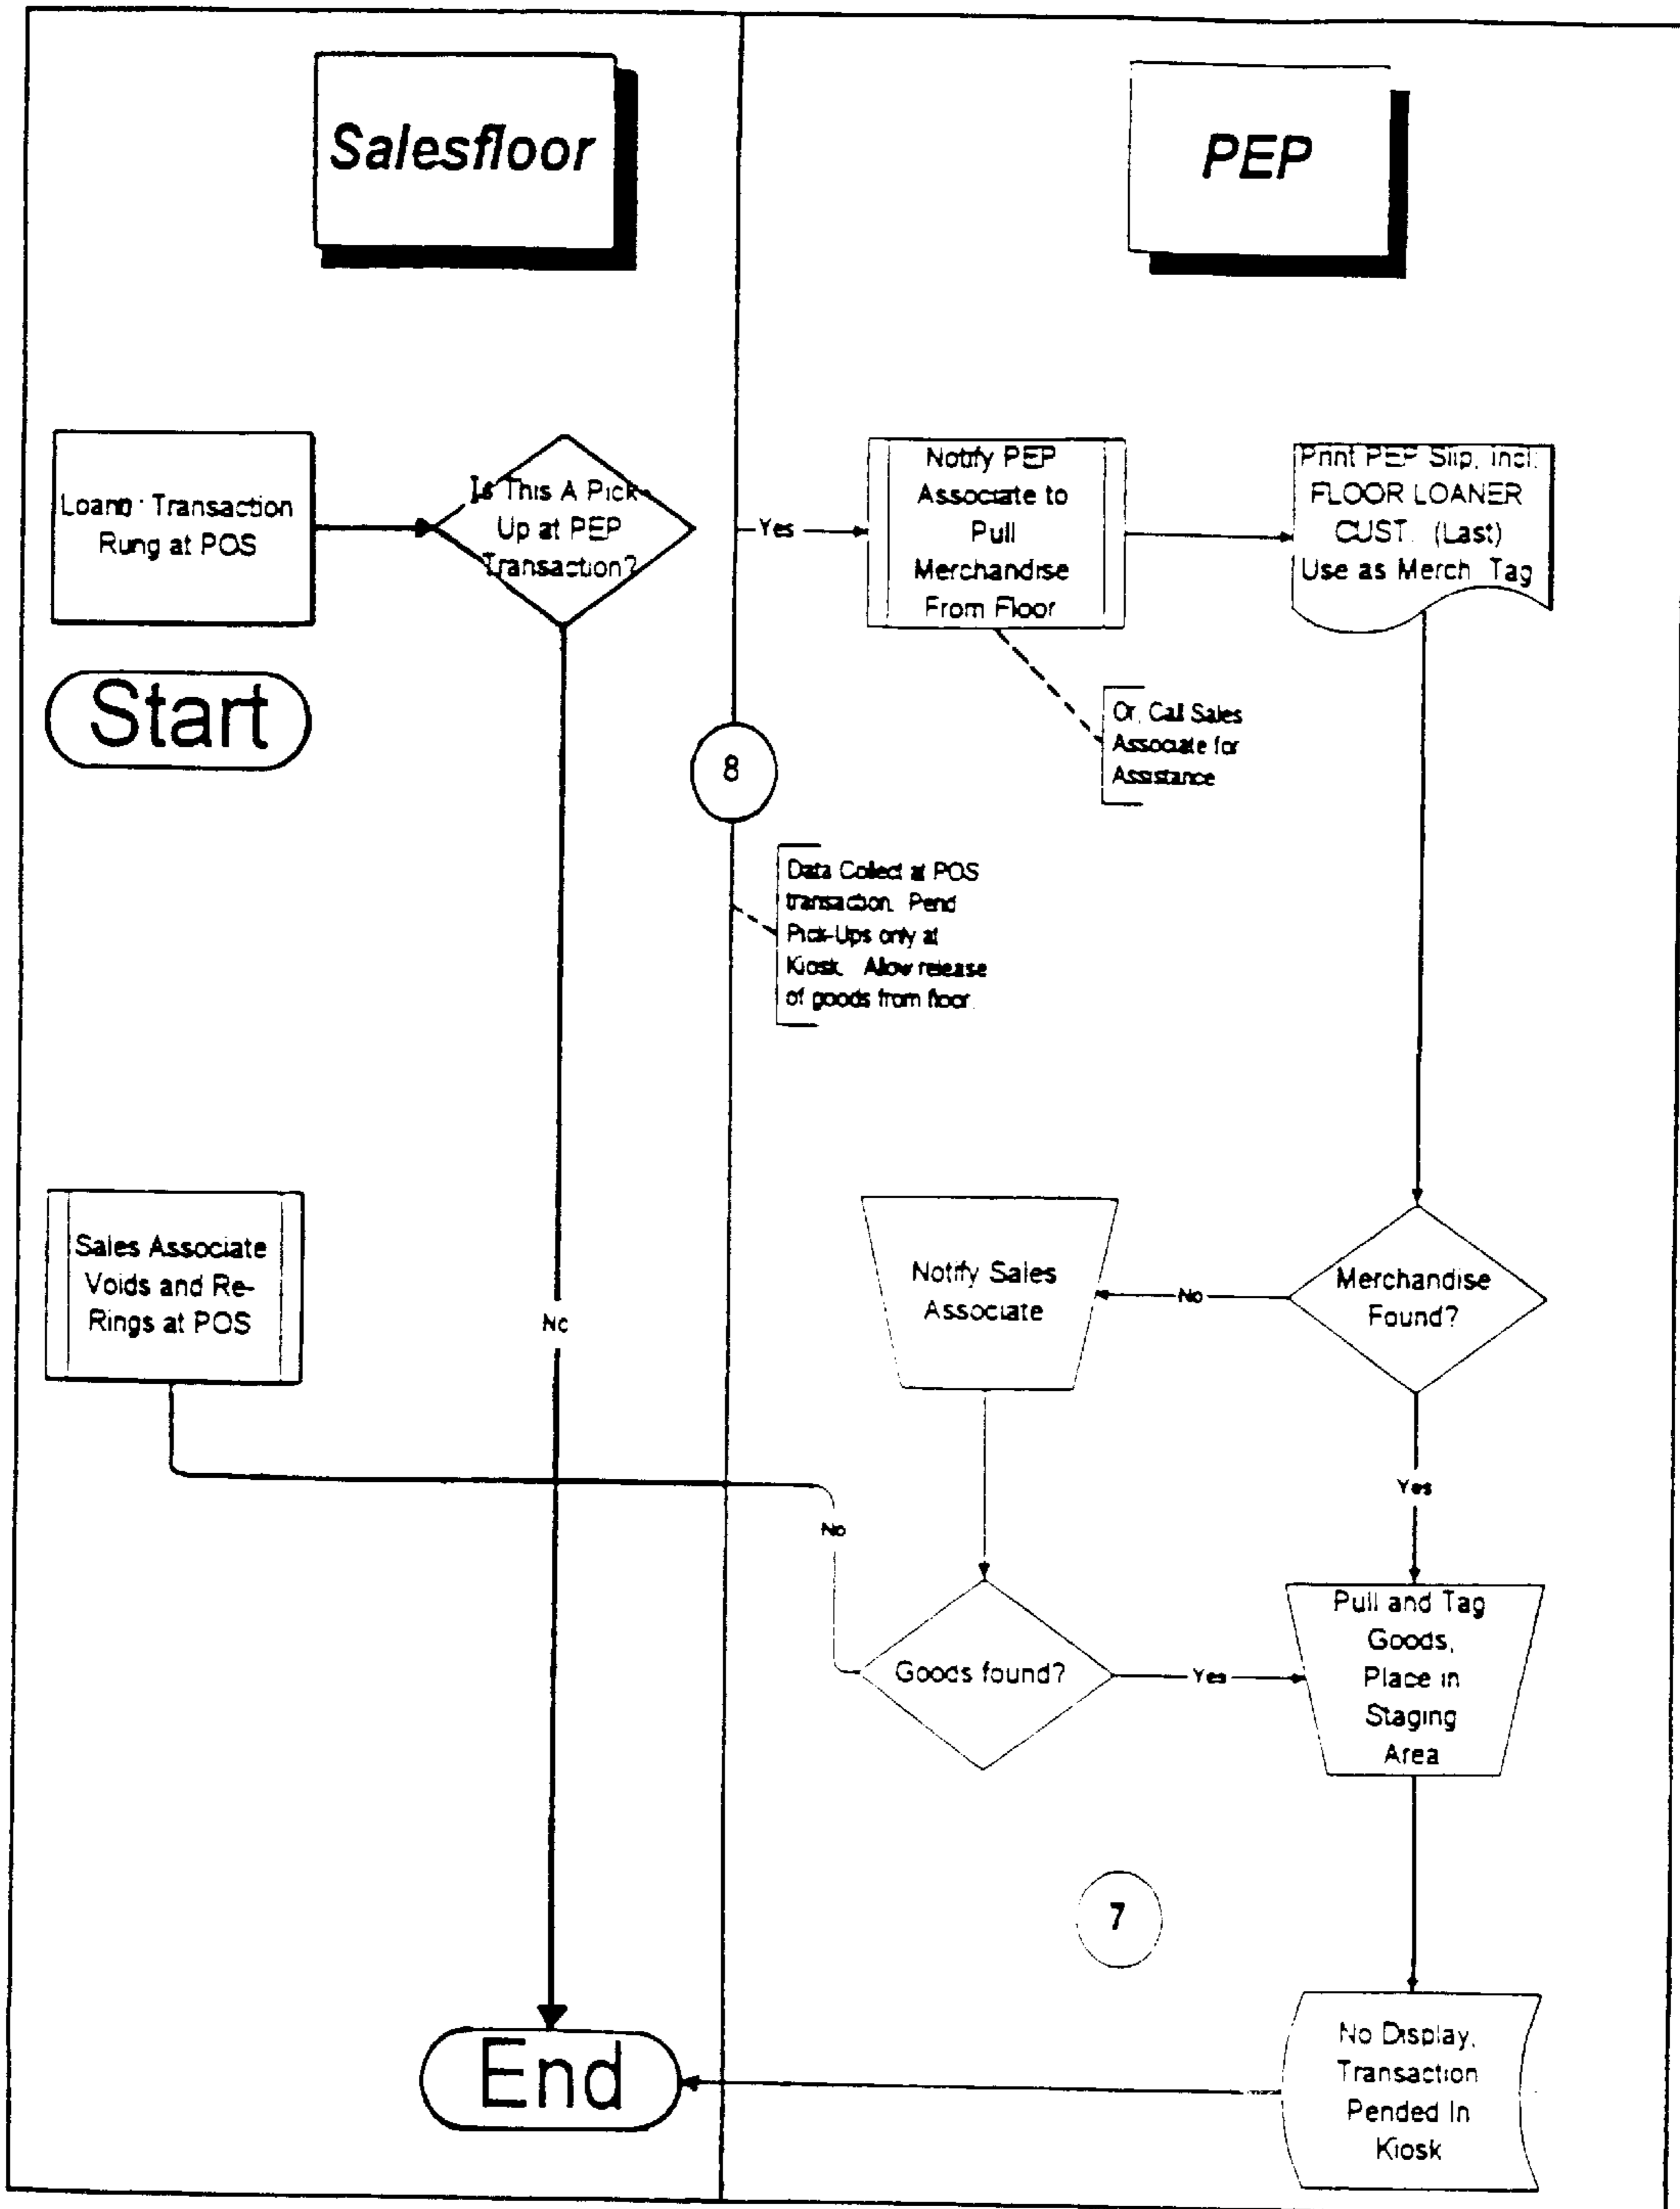 Salesfloor
PEP
Loaner Transaction
Rung at POS
Is This A Pick-
Up at PEP
Transaction?
Yes
Notify PEP
Associate to
Pull
Merchandise
From Floor
Print PEP Slip, incl.
FLOOR LOANER
CUST. (Last)
Use as Merch Tag
Start
Or, Call Sales
Associate for
Assistance
8
Data Collect at POS
transaction. Pend
Pick-Ups only at
Kiosk. Allow release
of goods from floor.
Sales Associate
Voids and Re-
Rings at POS
No
Notify Sales
Associate
No
Merchandise
Found?
Yes
No
Goods found?
Yes
Pull and Tag
Goods,
Place in
Staging
Area
7
End
No Display,
Transaction
Pended In
Kiosk